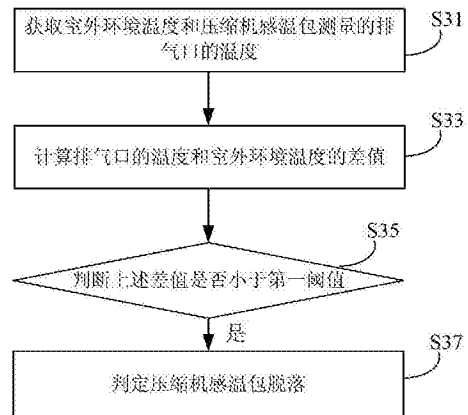 S31
获取室外环境温度和压缩机感温包测量的排
气口的温度
S33
计算排气口的温度和室外环境温度的差值
S35
判断上述差值是否小于第一阈值
是
S37
判定压缩机感温包脱落